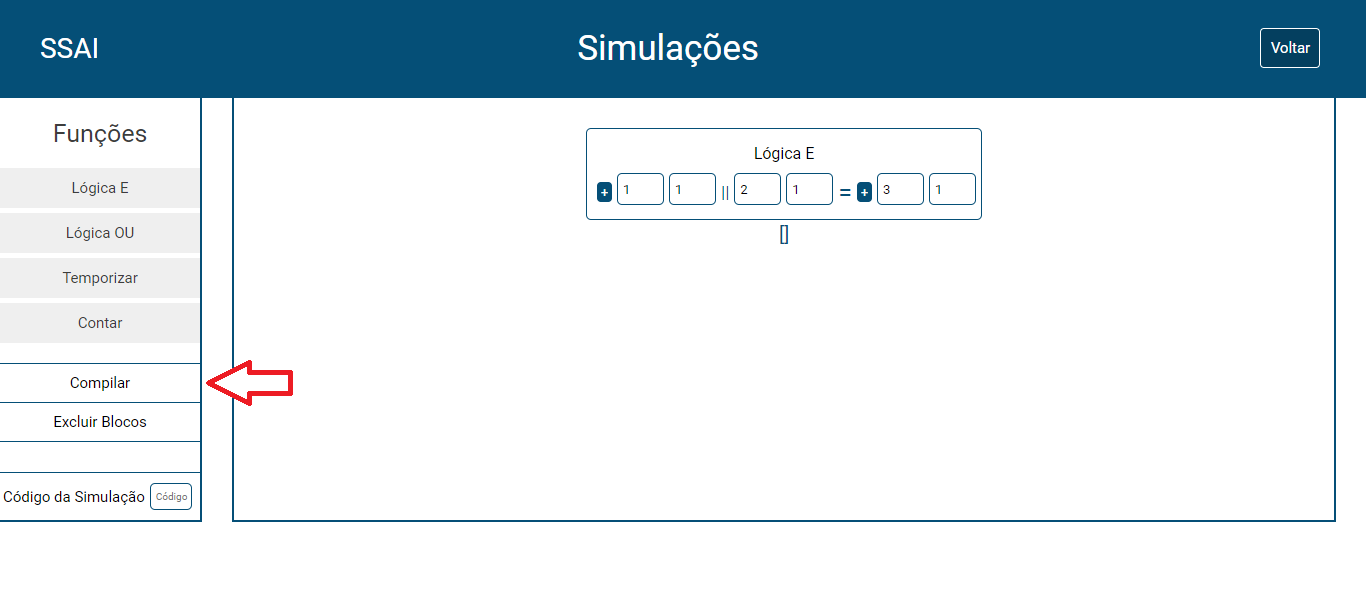 SSAI
Simulações
Voltar
Funções
Lógica E
Lógica OU
Temporizar
Contar
Compilar
Excluir Blocos
Código da Simulação Código
Lógica E
+ 1 1 || 2 1 = + 3 1
[]